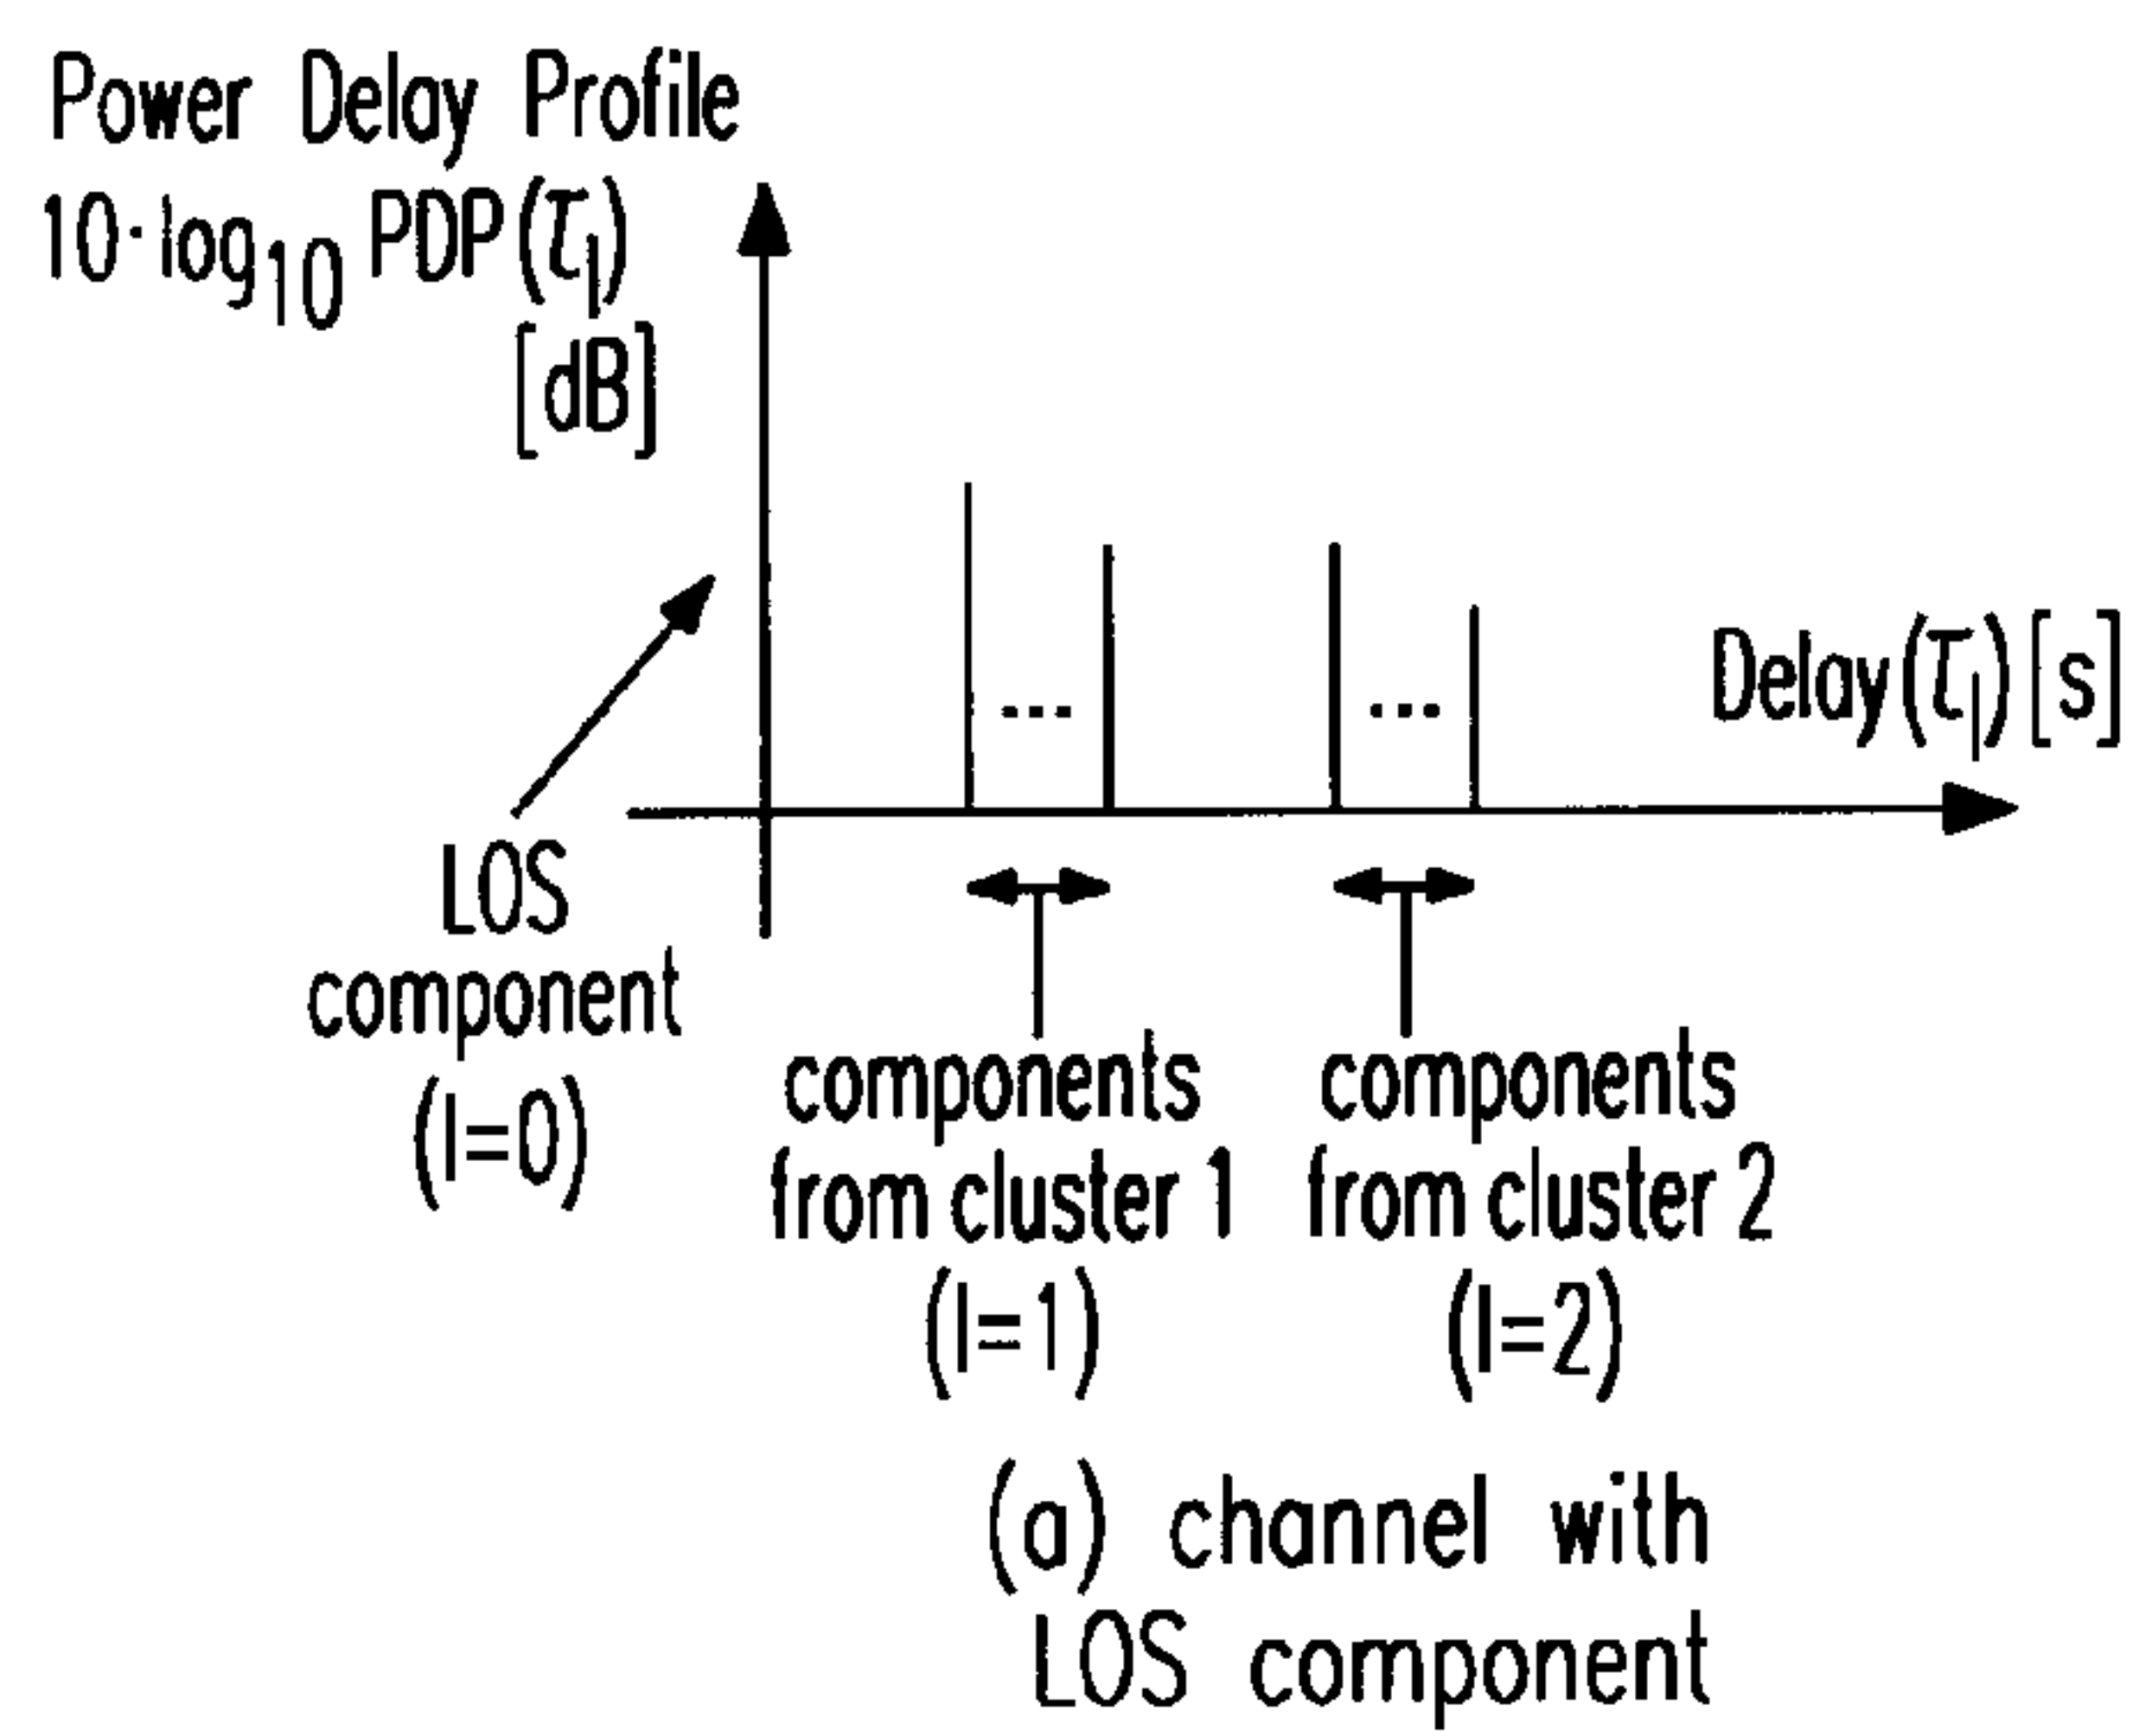 Power Delay Profile
10·log10 PDP(τl)
[dB]
Delay(τl)[s]
...
...
LOS
component
(l=0)
components
from cluster 1
(l=1)
components
from cluster 2
(l=2)
(a) channel with
LOS component